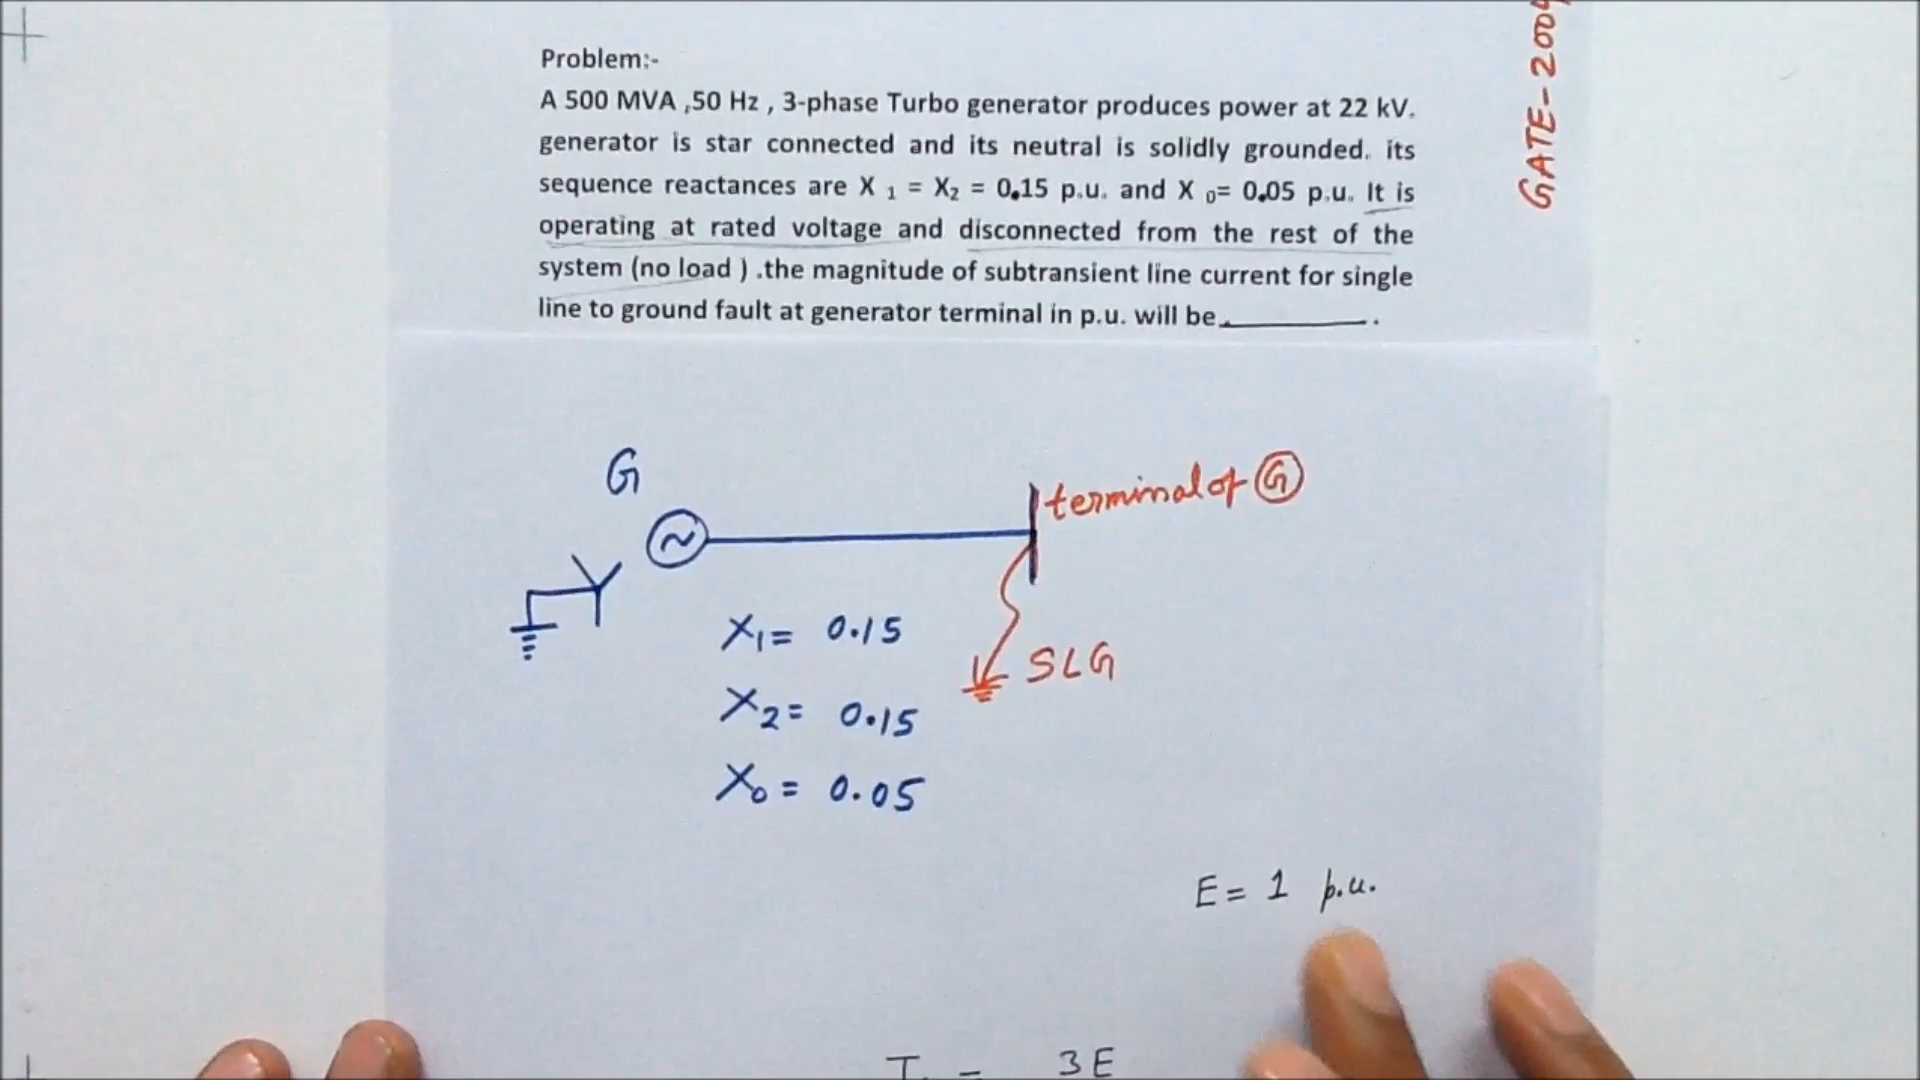 Problem:-
A 500 MVA ,50 Hz , 3-phase Turbo generator produces power at 22 kV.
generator is star connected and its neutral is solidly grounded. its
sequence reactances are X 1 = X2 = 0.15 p.u. and X 0= 0.05 p.u. It is
operating at rated voltage and disconnected from the rest of the
system (no load ) .the magnitude of subtransient line current for single
line to ground fault at generator terminal in p.u. will be__________ .
GATE-2004
G
terminal of G
X1= 0.15
SLG
X2= 0.15
X0= 0.05
E= 1 p.u.
= 3E